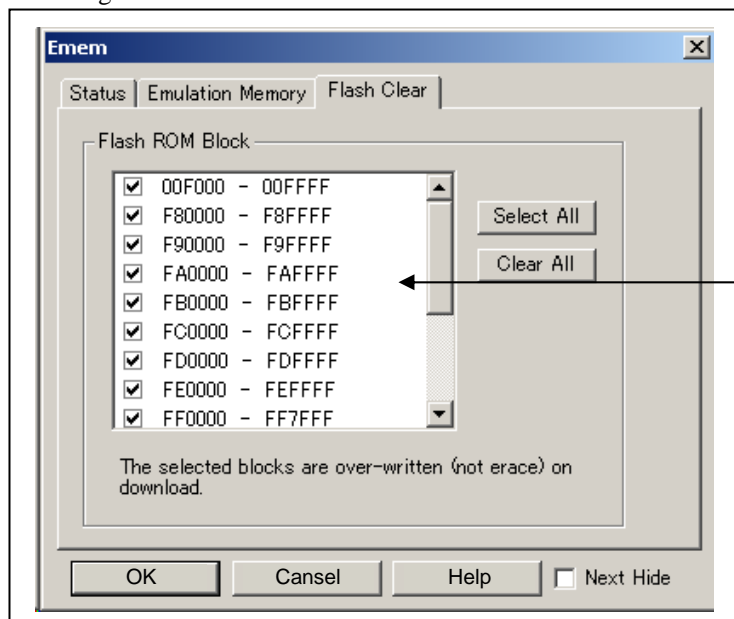 Emem
Status Emulation Memory Flash Clear
Flash ROM Block
00F000 - 00FFFF
F80000 - F8FFFF
F90000 - F9FFFF
FA0000 - FAFFFF
FB0000 - FBFFFF
FC0000 - FCFFFF
FD0000 - FDFFFF
FE0000 - FEFFFF
FF0000 - FF7FFF
Select All
Clear All
The selected blocks are over-written (not erace) on
download.
OK Cansel Help Next Hide